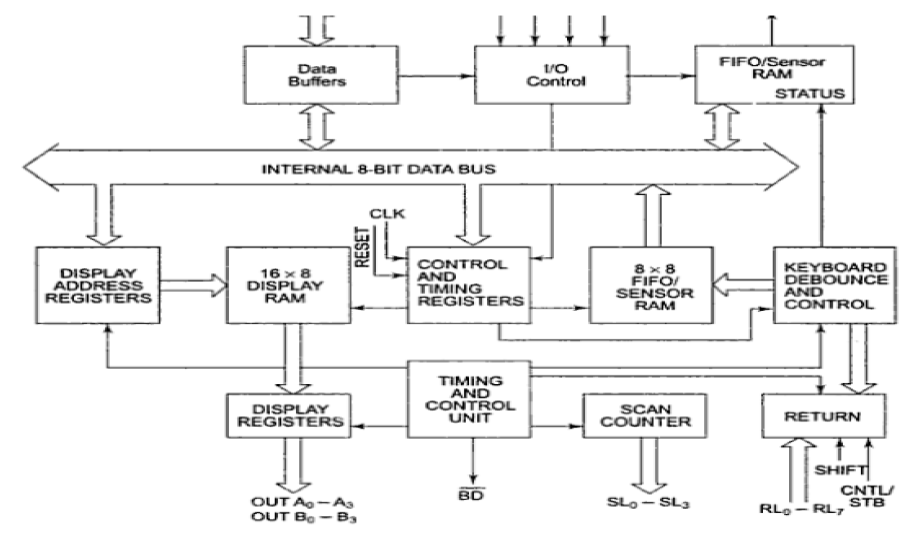 Data
Buffers
I/O
Control
FIFO/Sensor
RAM
STATUS
INTERNAL 8-BIT DATA BUS
CLK
RESET
DISPLAY
ADDRESS
REGISTERS
16 × 8
DISPLAY
RAM
CONTROL
AND
TIMING
REGISTERS
8 × 8
FIFO/
SENSOR
RAM
KEYBOARD
DEBOUNCE
AND
CONTROL
DISPLAY
REGISTERS
TIMING
AND
CONTROL
UNIT
SCAN
COUNTER
RETURN
OUT A₀ – A₃
OUT B₀ – B₃
B̅D̅
SL₀ – SL₃
RL₀ – RL₇
SHIFT
CNTL/
STB